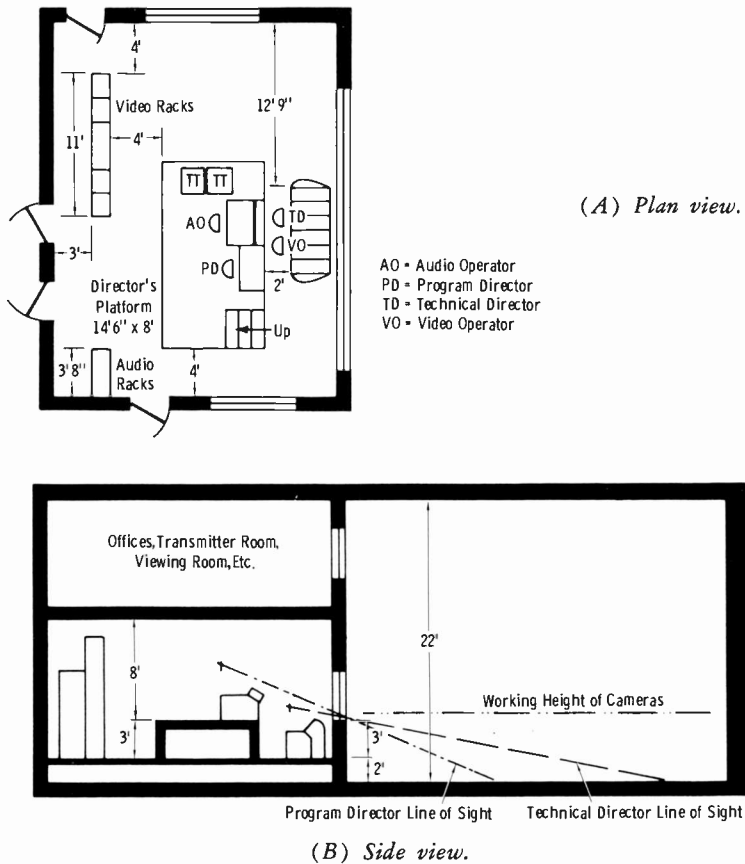 4'
Video Racks
12' 9"
11'
4'
TT TT
(A) Plan view.
AO
TD
VO
3'
PD
2'
AO = Audio Operator
PD = Program Director
TD = Technical Director
VO = Video Operator
Director's
Platform
14'6" x 8'
Up
3' 8"
Audio
Racks
4'
Offices, Transmitter Room,
Viewing Room, Etc.
22'
8'
Working Height of Cameras
3'
3'
2'
Program Director Line of Sight
Technical Director Line of Sight
(B) Side view.